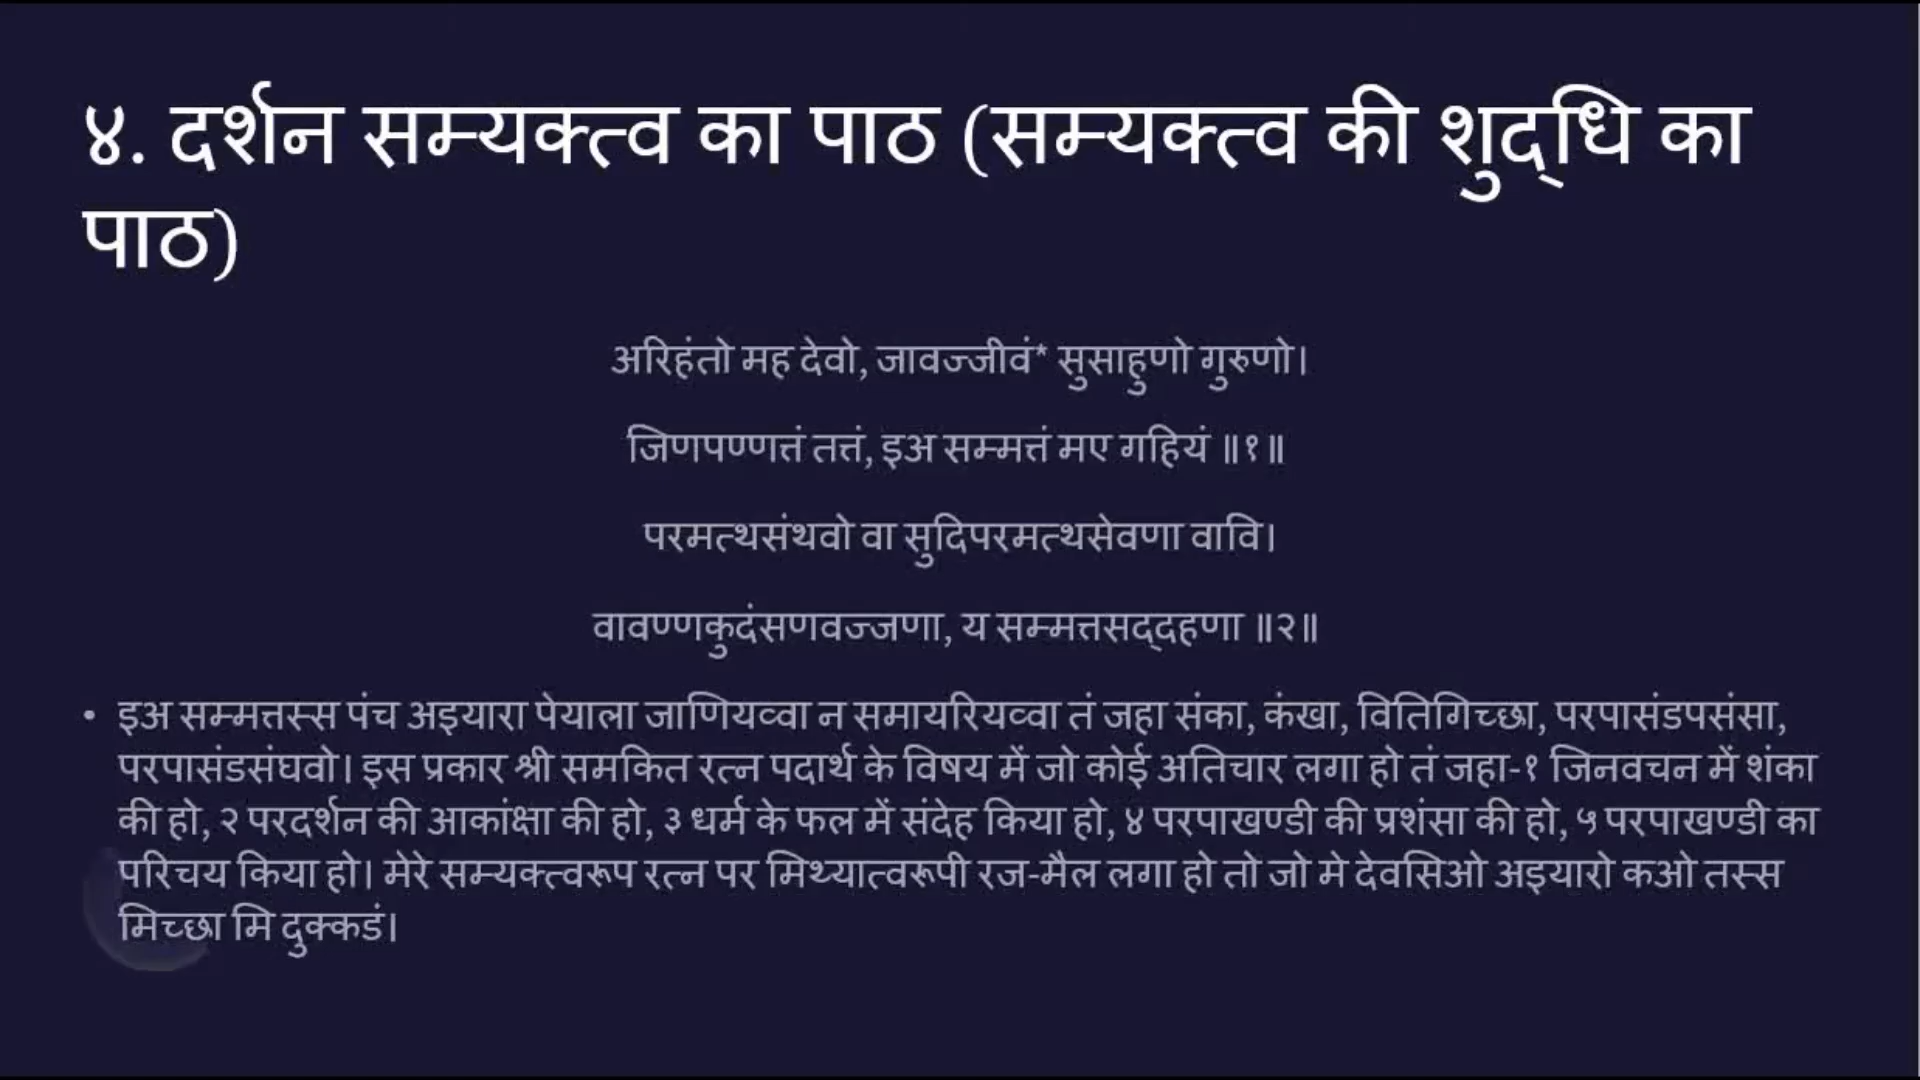 ४. दर्शन सम्यक्त्व का पाठ (सम्यक्त्व की शुद्‌धि का
पाठ)
अरिहंतो मह देवो, जावज्जीवं* सुसाहुणो गुरुणो।
जिणपण्णत्तं तत्तं, इअ सम्मत्तं मए गहियं ॥१॥
परमत्थसंथवो वा सुदिपरमत्थसेवणा वावि।
वावण्णकुदंसणवज्जणा, य सम्मत्तसद्‌दहणा ॥२॥
• इअ सम्मत्तस्स पंच अइयारा पेयाला जाणियव्वा न समायरियव्वा तं जहा संका, कंखा, वितिगिच्छा, परपासंडपसंसा,
परपासंडसंघवो। इस प्रकार श्री समकित रत्न पदार्थ के विषय में जो कोई अतिचार लगा हो तं जहा-१ जिनवचन में शंका
की हो, २ परदर्शन की आकांक्षा की हो, ३ धर्म के फल में संदेह किया हो, ४ परपाखण्डी की प्रशंसा की हो, ५ परपाखण्डी का
परिचय किया हो। मेरे सम्यक्त्वरूप रत्न पर मिथ्यात्वरूपी रज-मैल लगा हो तो जो मे देवसिओ अइयारो कओ तस्स
मिच्छा मि दुक्कडं।